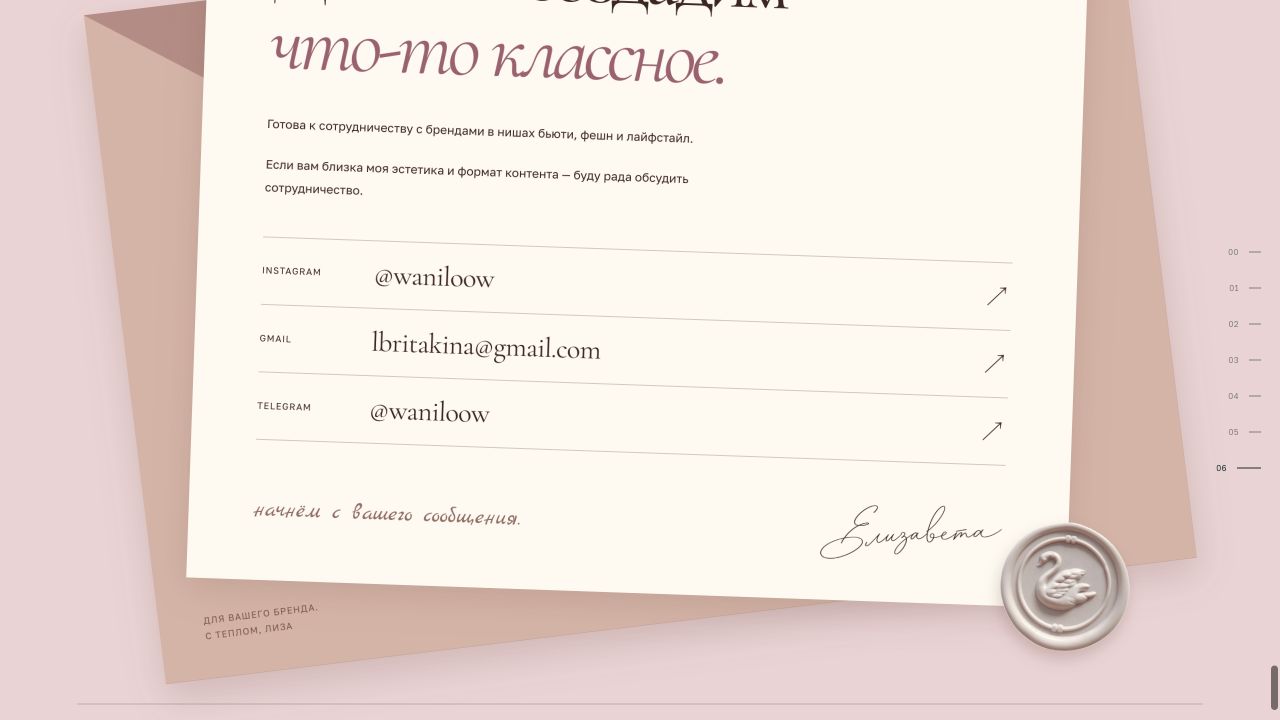 создадим
что-то классное.
Готова к сотрудничеству с брендами в нишах бьюти, фешн и лайфстайл.
Если вам близка моя эстетика и формат контента — буду рада обсудить
сотрудничество.
INSTAGRAM @waniloow ↗
GMAIL lbritakina@gmail.com ↗
TELEGRAM @waniloow ↗
начнём с вашего сообщения.
Елизавета
ДЛЯ ВАШЕГО БРЕНДА.
С ТЕПЛОМ, ЛИЗА
00
01
02
03
04
05
06